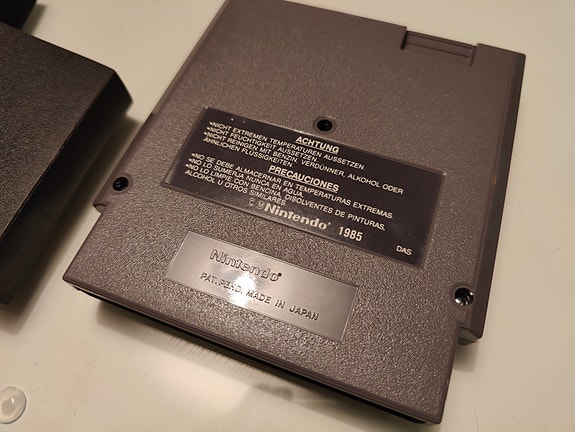 ACHTUNG
•NICHT EXTREMEN TEMPERATUREN AUSSETZEN.
•NICHT FEUCHTIGKEIT AUSSETZEN.
•NICHT REINIGEN MIT BENZIN, VERDÜNNER, ALKOHOL ODER
ÄHNLICHEN FLÜSSIGKEITEN.
PRECAUCIONES
•NO SE DEBE ALMACERNAR EN TEMPERATURAS EXTREMAS.
•NO LO SUMERJA NUNCA EN AGUA.
•NO LO LIMPIE CON BENCINA DISOLVENTES DE PINTURAS,
ALCOHOL U OTROS SIMILARES.
© Ⓜ Nintendo® 1985
DAS
Nintendo®
PAT. PEND. MADE IN JAPAN